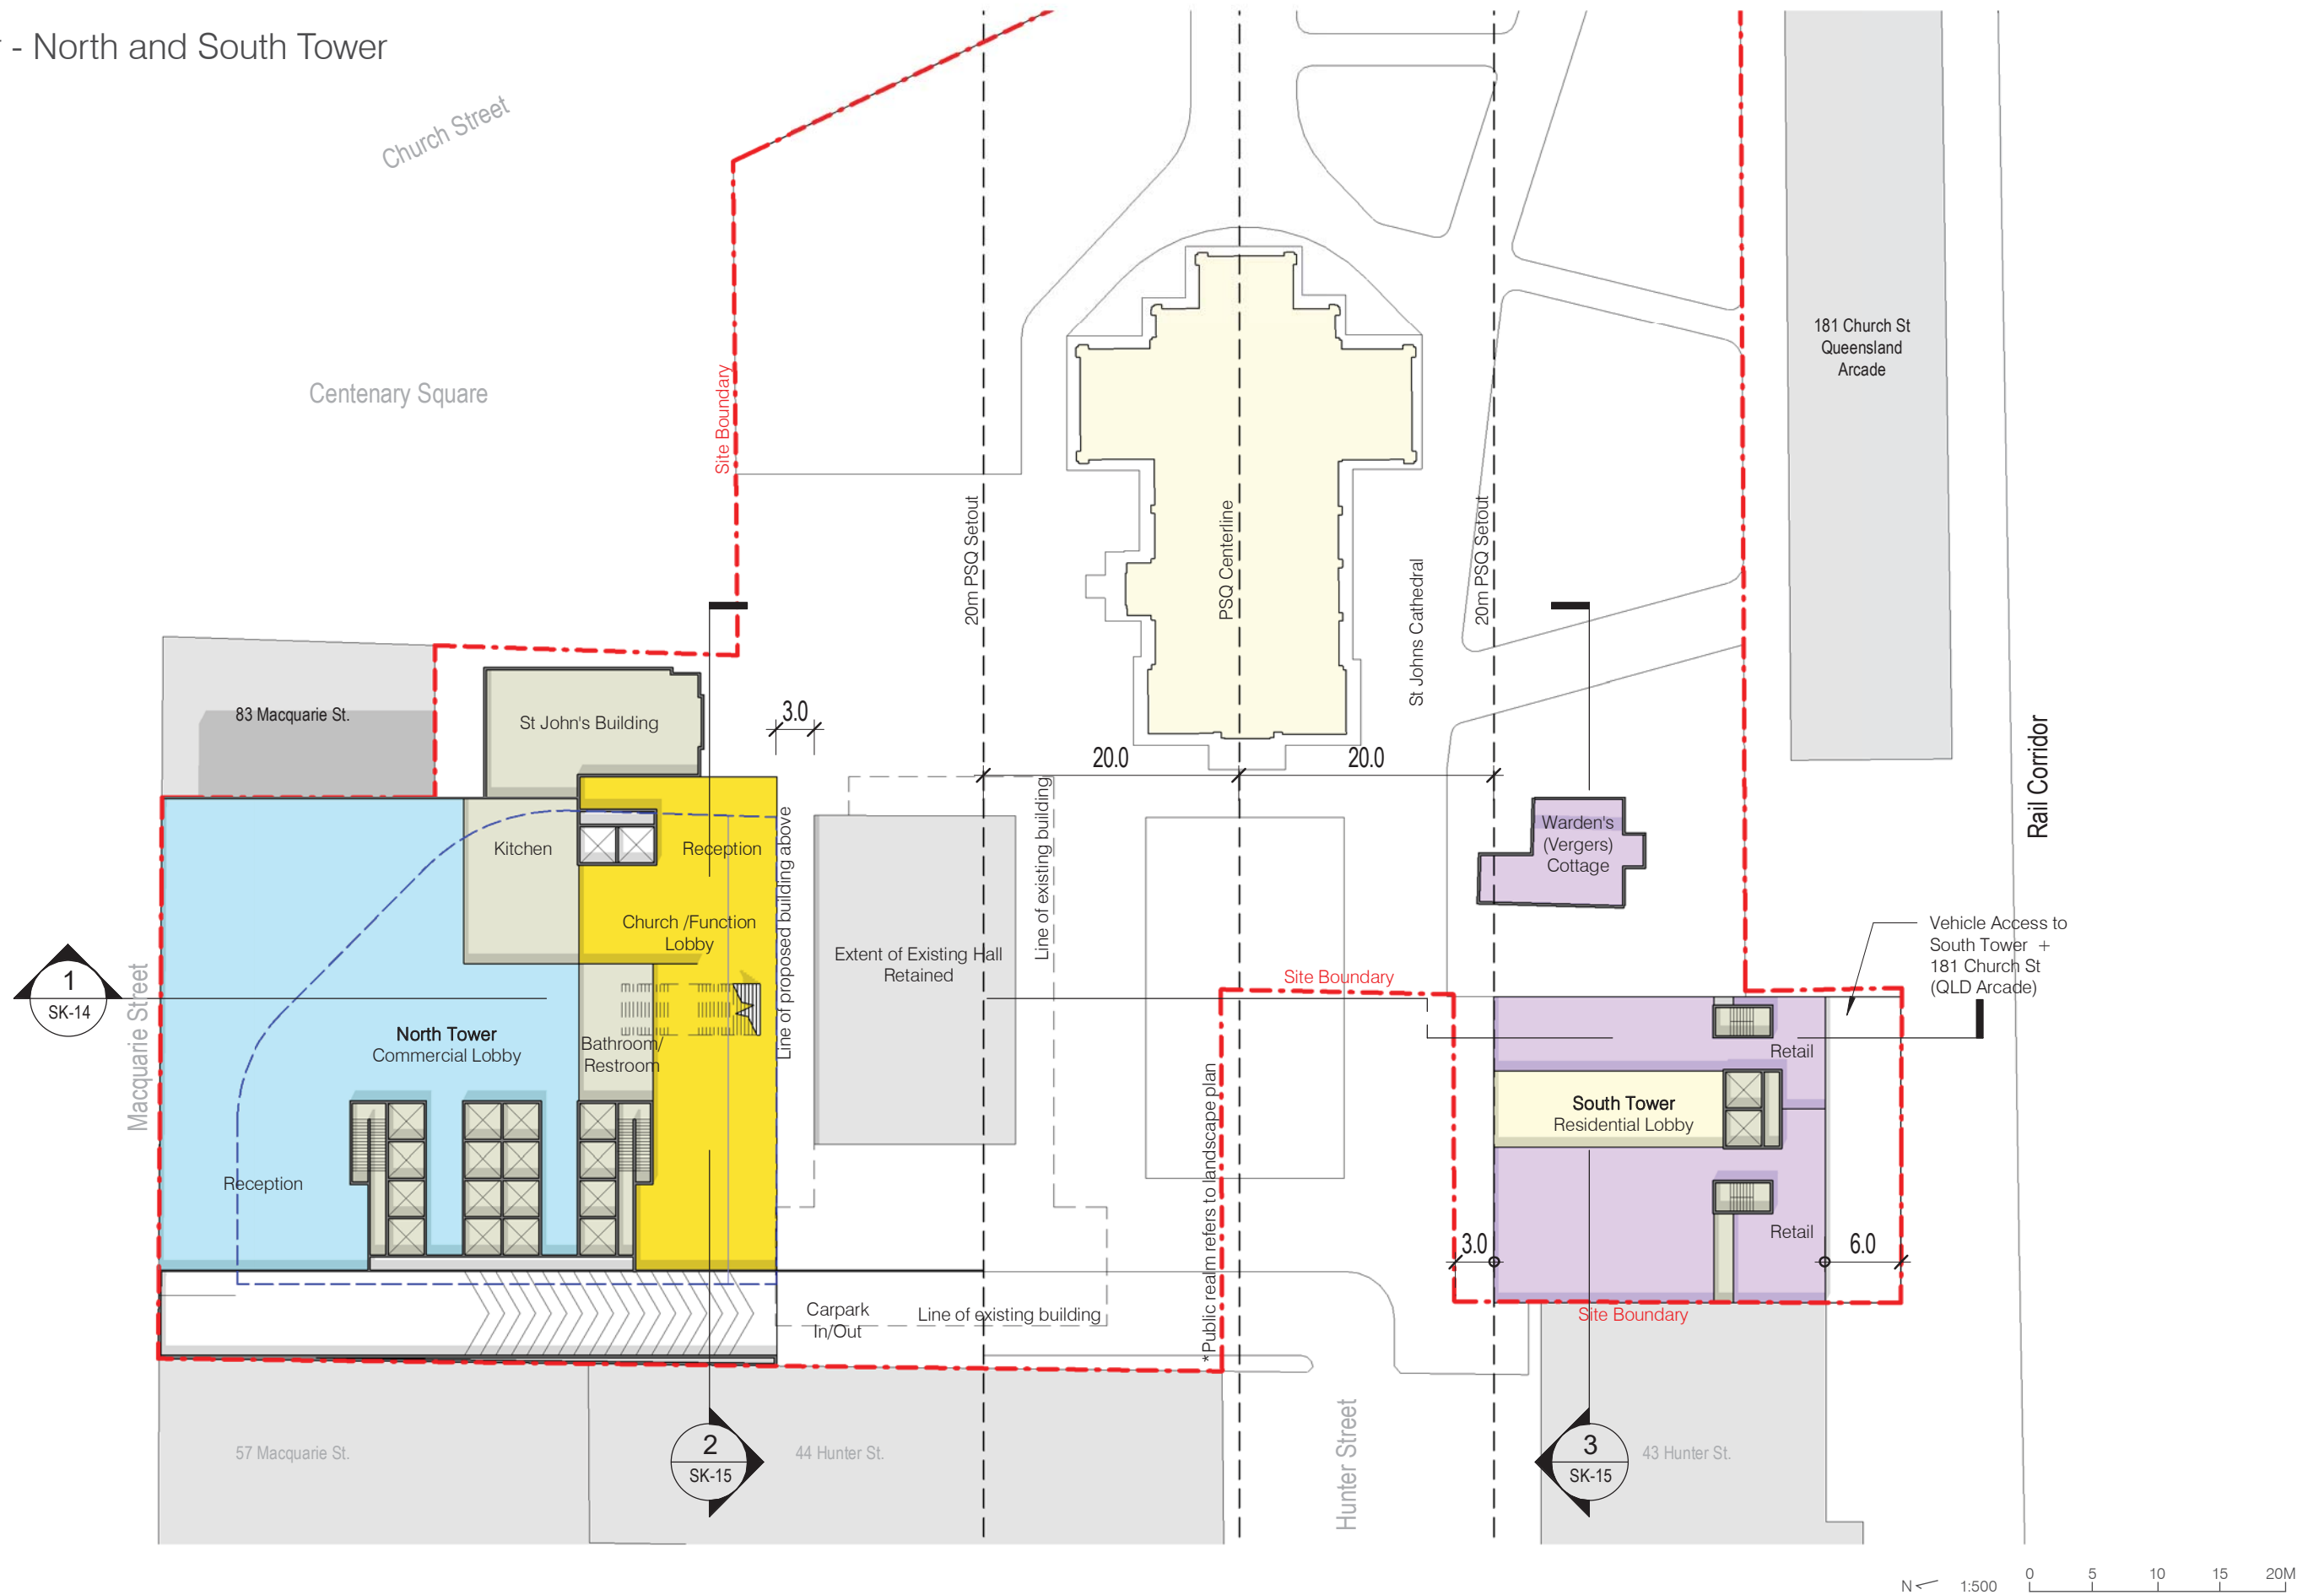 - North and South Tower
Church Street
Centenary Square
Site Boundary
20m PSQ Setout
PSQ Centerline
St Johns Cathedral
20m PSQ Setout
181 Church St
Queensland
Arcade
Rail Corridor
83 Macquarie St.
St John's Building
3.0
20.0
20.0
Kitchen
Reception
Church /Function
Lobby
Line of proposed building above
Extent of Existing Hall
Retained
Line of existing building
Warden's
(Vergers)
Cottage
Vehicle Access to
South Tower +
181 Church St
(QLD Arcade)
Site Boundary
1
SK-14
Macquarie Street
North Tower
Commercial Lobby
Bathroom/
Restroom
Reception
Retail
South Tower
Residential Lobby
Retail
3.0
6.0
*Public realm refers to landscape plan
Carpark
In/Out
Line of existing building
Site Boundary
57 Macquarie St.
2
SK-15
44 Hunter St.
Hunter Street
3
SK-15
43 Hunter St.
N
1:500
0 5 10 15 20M